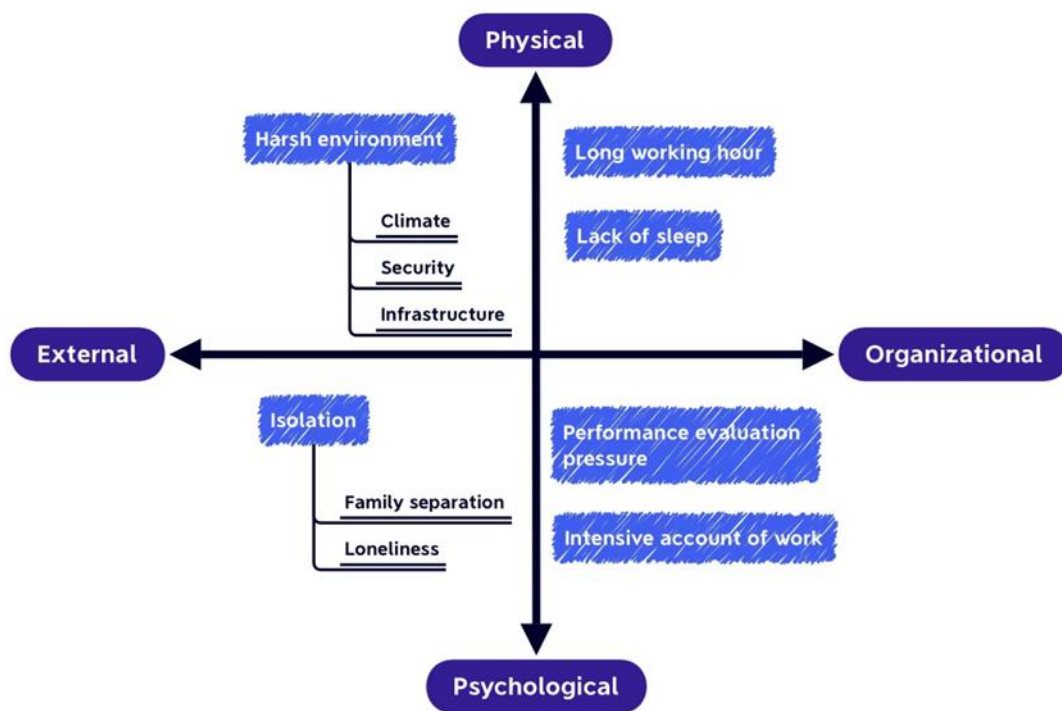 Physical
Harsh environment
Climate
Security
Infrastructure
Long working hour
Lack of sleep
External
Organizational
Isolation
Family separation
Loneliness
Performance evaluation
pressure
Intensive account of work
Psychological